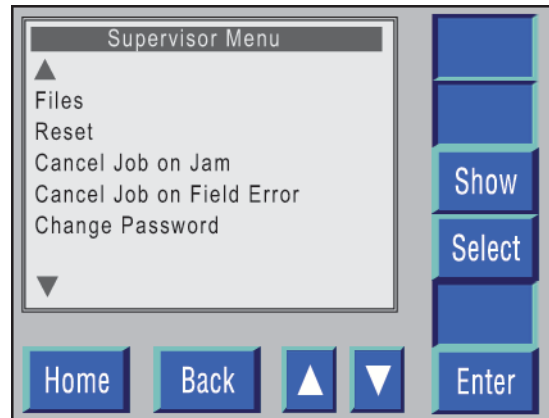 Supervisor Menu
Files
Reset
Cancel Job on Jam
Cancel Job on Field Error
Change Password
Show
Select
Home
Back
Enter